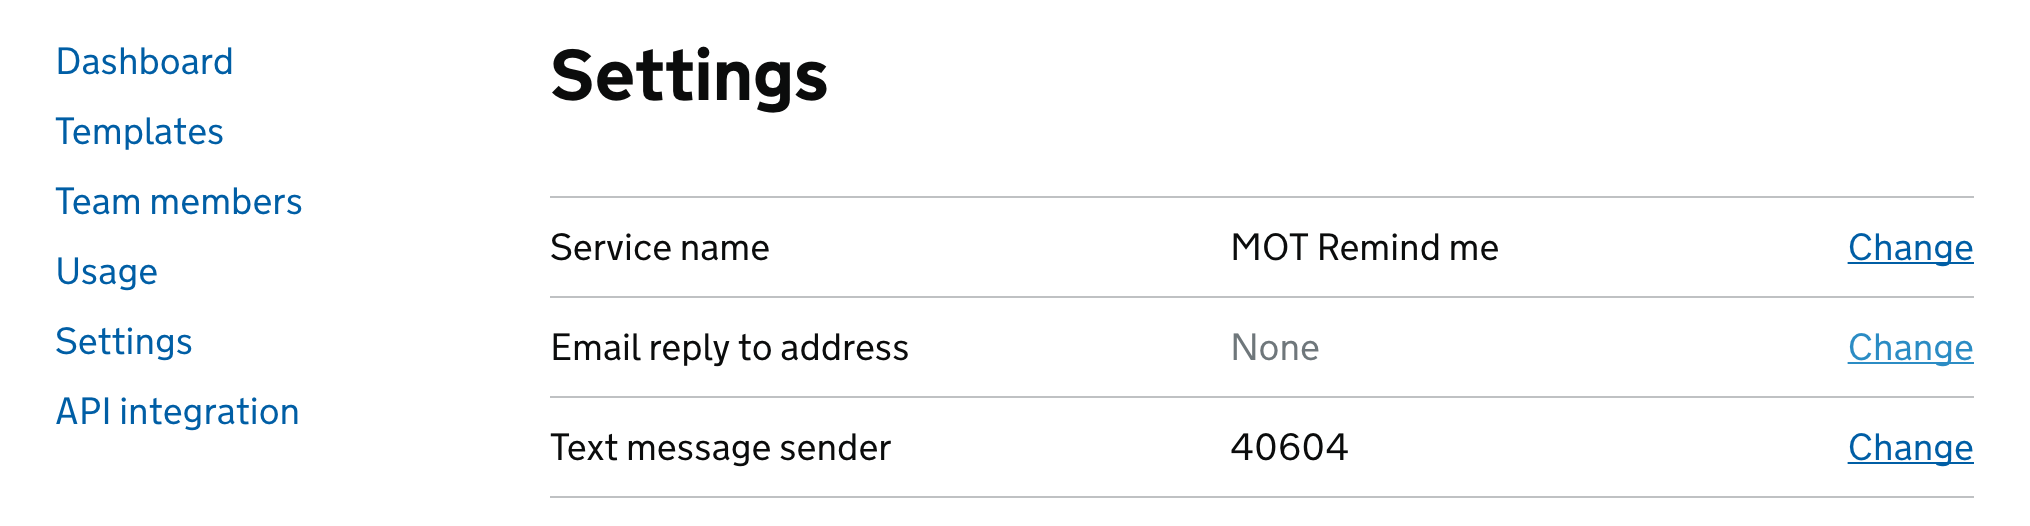 Dashboard
Templates
Team members
Usage
Settings
API integration
Settings
Service name MOT Remind me Change
Email reply to address None Change
Text message sender 40604 Change